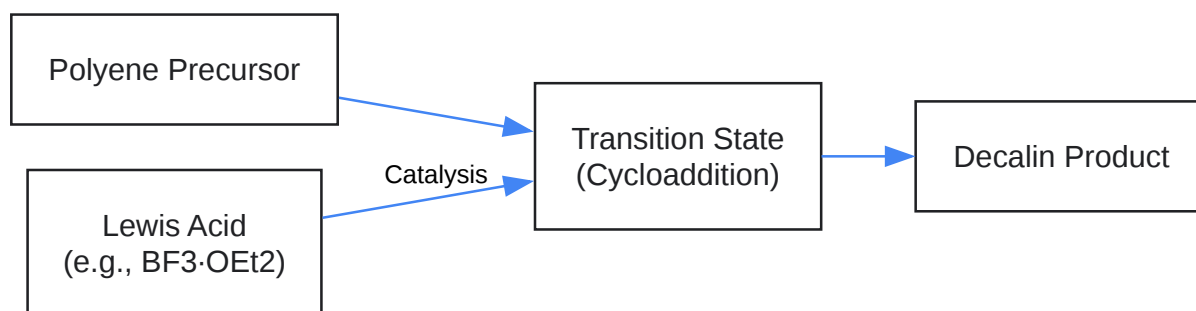 Polyene Precursor
Lewis Acid
(e.g., BF3·OEt2)
Catalysis
Transition State
(Cycloaddition)
Decalin Product